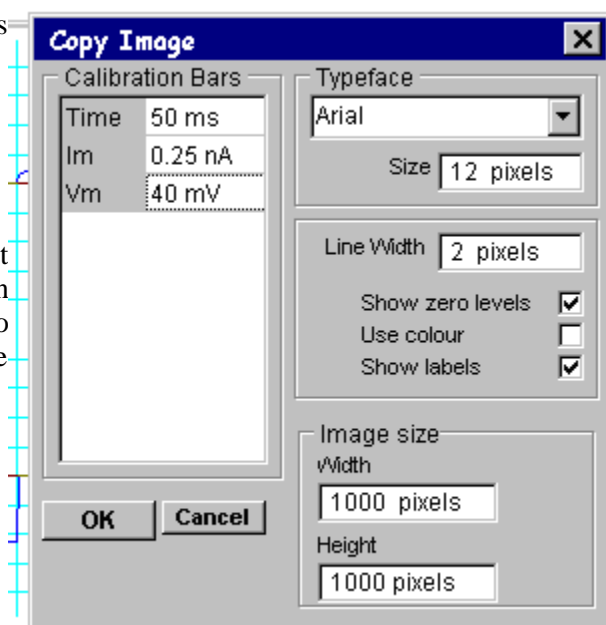 s
Copy Image
Calibration Bars
Time 50 ms
Im 0.25 nA
Vm 40 mV
t
n
o
e
OK Cancel
Typeface
Arial
Size 12 pixels
Line Width 2 pixels
Show zero levels
Use colour
Show labels
Image size
Width
1000 pixels
Height
1000 pixels